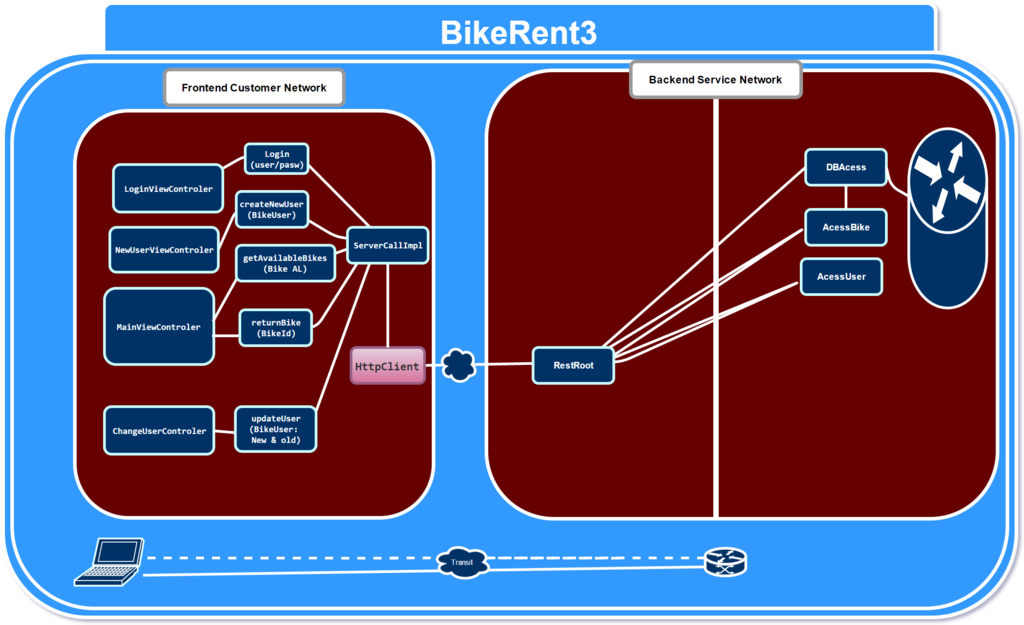 BikeRent3
Frontend Customer Network
Backend Service Network
LoginViewControler
Login
(user/pasw)
NewUserViewControler
createNewUser
(BikeUser)
getAvailableBikes
(Bike AL)
ServerCallImpl
MainViewControler
returnBike
(BikeId)
HttpClient
ChangeUserControler
updateUser
(BikeUser:
New & old)
RestRoot
DBAcess
AcessBike
AcessUser
Transit